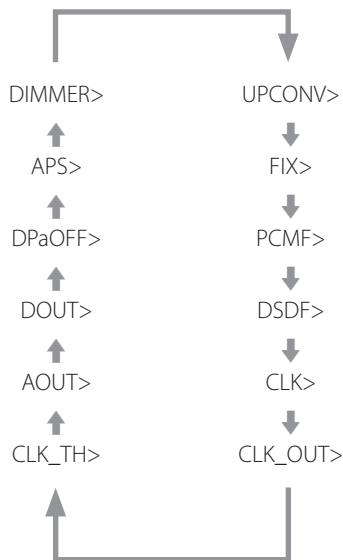 DIMMER> UPCONV>
APS> FIX>
DPaOFF> PCMF>
DOUT> DSDF>
AOUT> CLK>
CLK_TH> CLK_OUT>